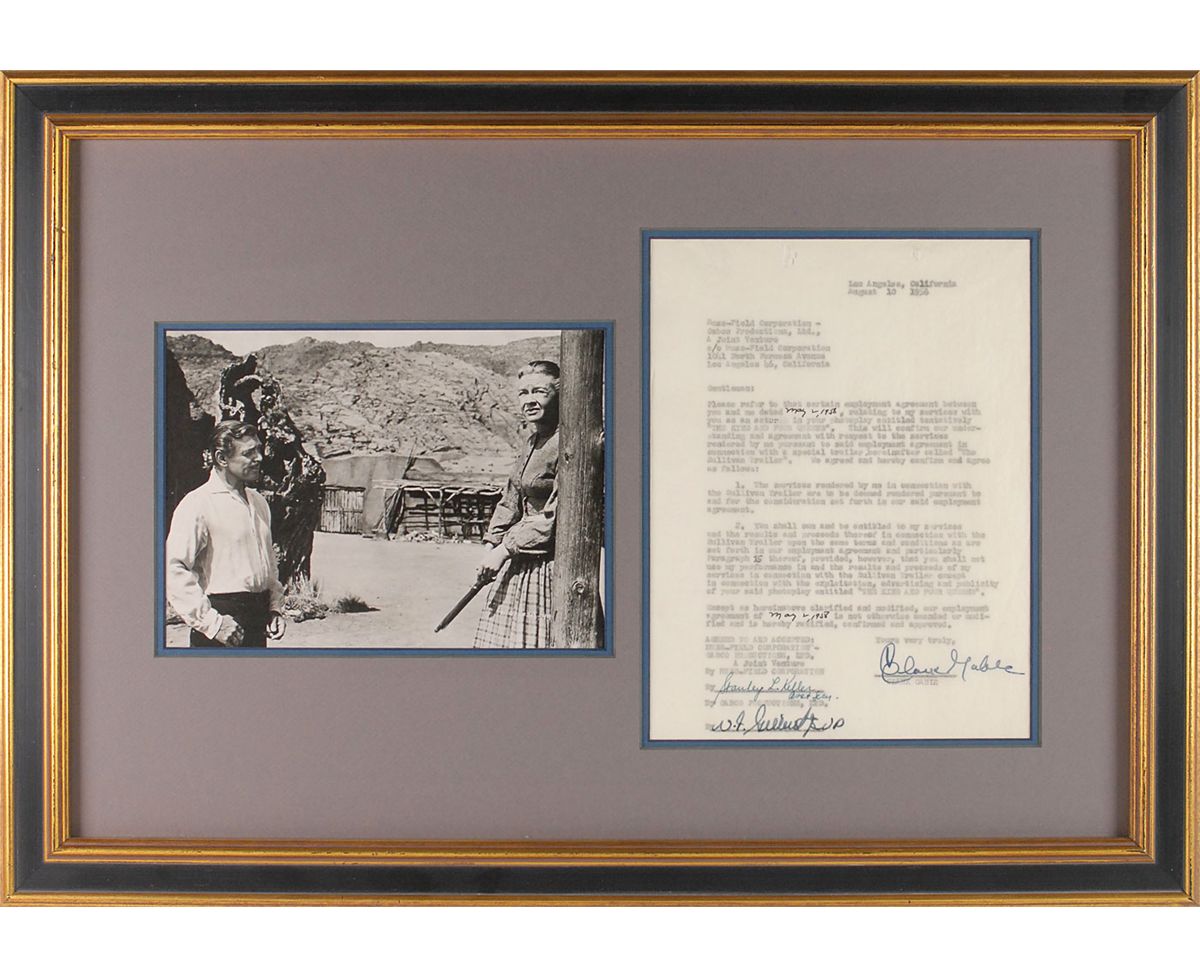 Los Angeles, California
August 10 1956
Russ-Field Corporation -
Gabco Productions, Ltd.,
A Joint Venture
c/o Russ-Field Corporation
1041 North Formosa Avenue
Los Angeles 46, California
Gentlemen:
Please refer to that certain employment agreement between
you and me dated May 2, 1956, relating to my services with
you as an actor in your photoplay entitled tentatively
"THE KING AND FOUR QUEENS". This will confirm our under-
standing and agreement with respect to the services
rendered by me pursuant to said employment agreement in
connection with a special trailer hereinafter called "The
Sullivan Trailer". We agreed and hereby confirm and agree
as follows:
1. The services rendered by me in connection with
the Sullivan Trailer are to be deemed rendered pursuant to
and for the consideration set forth in our said employment
agreement.
2. You shall own and be entitled to my services
and the results and proceeds thereof in connection with the
Sullivan Trailer upon the same terms and conditions as are
set forth in our employment agreement and particularly
Paragraph 15 thereof, provided, however, that you shall not
use my performance in and the results and proceeds of my
services in connection with the Sullivan Trailer except
in connection with the exploitation, advertising and publicity
of your said photoplay entitled "THE KING AND FOUR QUEENS".
Except as hereinabove clarified and modified, our employment
agreement of May 2, 1956 is not otherwise amended or modi-
fied and is hereby ratified, confirmed and approved.
AGREED TO AND ACCEPTED: Yours very truly,
RUSS-FIELD CORPORATION -
GABCO PRODUCTIONS, LTD.
A Joint Venture
By RUSS-FIELD CORPORATION
Clark Gable
CLARK GABLE
By Stanley L. Keller
Asst Secy.
By GABCO PRODUCTIONS, LTD.
By